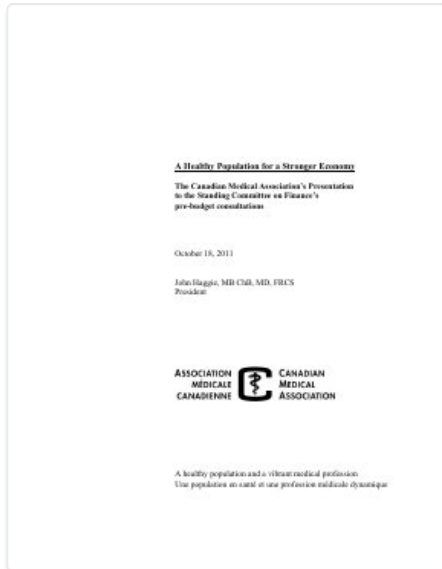 A Healthy Population for a Stronger Economy
The Canadian Medical Association's Presentation
to the Standing Committee on Finance's
pre-budget consultations
October 18, 2011
John Haggie, MB ChB, MD, FRCS
President
ASSOCIATION
MÉDICALE
CANADIENNE
CANADIAN
MEDICAL
ASSOCIATION
A healthy population and a vibrant medical profession
Une population en santé et une profession médicale dynamique